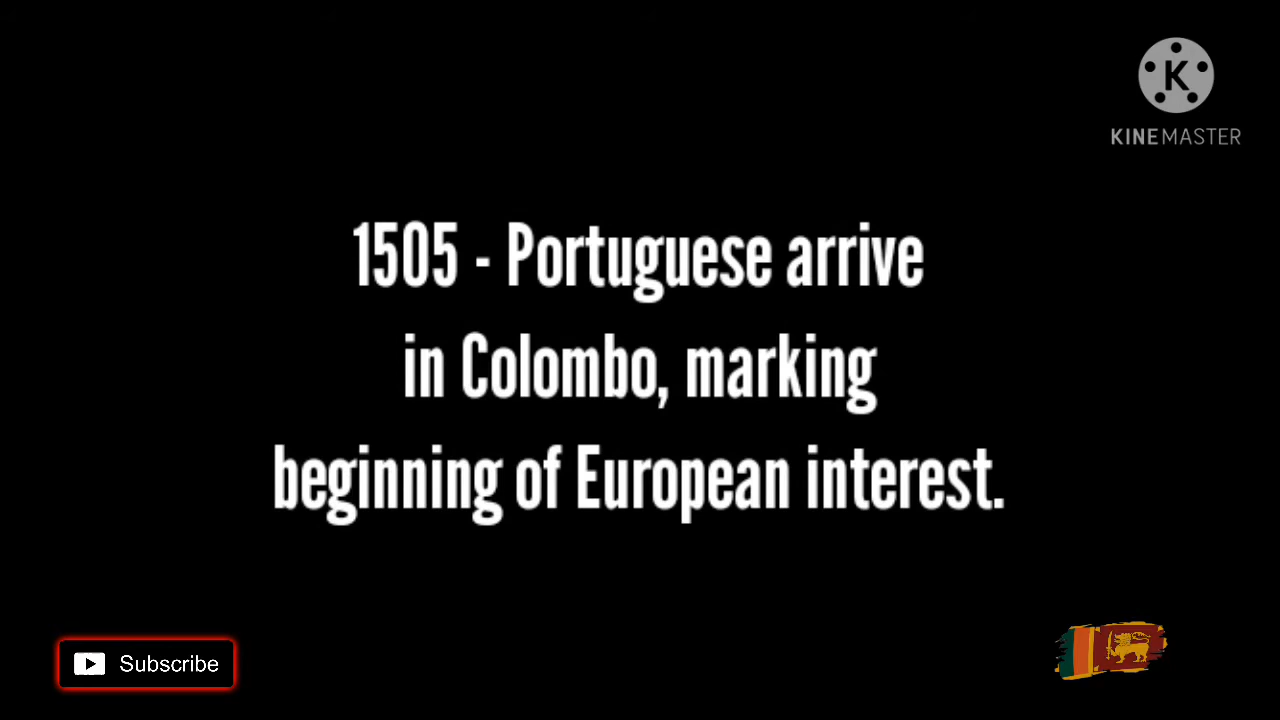 K
KINEMASTER
1505 - Portuguese arrive
in Colombo, marking
beginning of European interest.
Subscribe